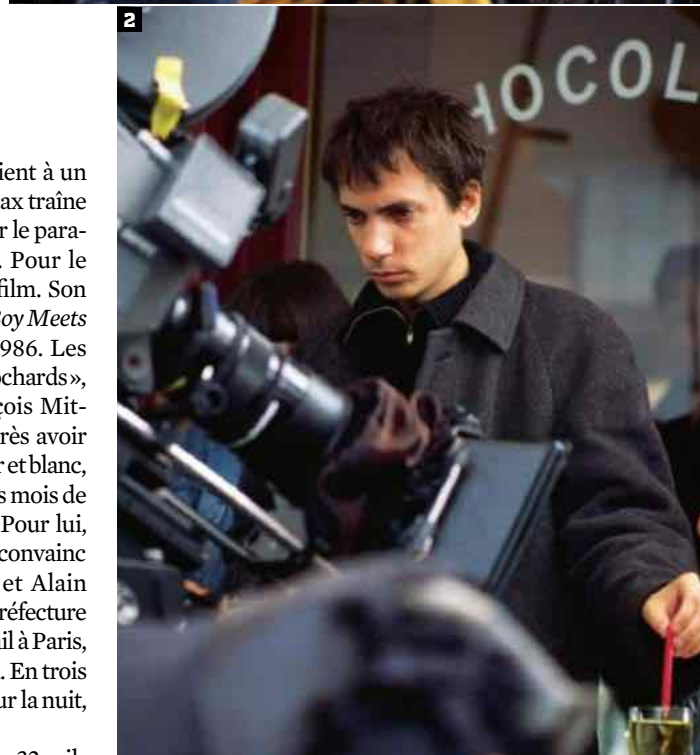 2
HOCOL
ient à un
ax traîne
r le para-
. Pour le
film. Son
Boy Meets
986. Les
ochards»,
çois Mit-
rès avoir
r et blanc,
s mois de
Pour lui,
convainc
et Alain
réfecture
il à Paris,
. En trois
ur la nuit,